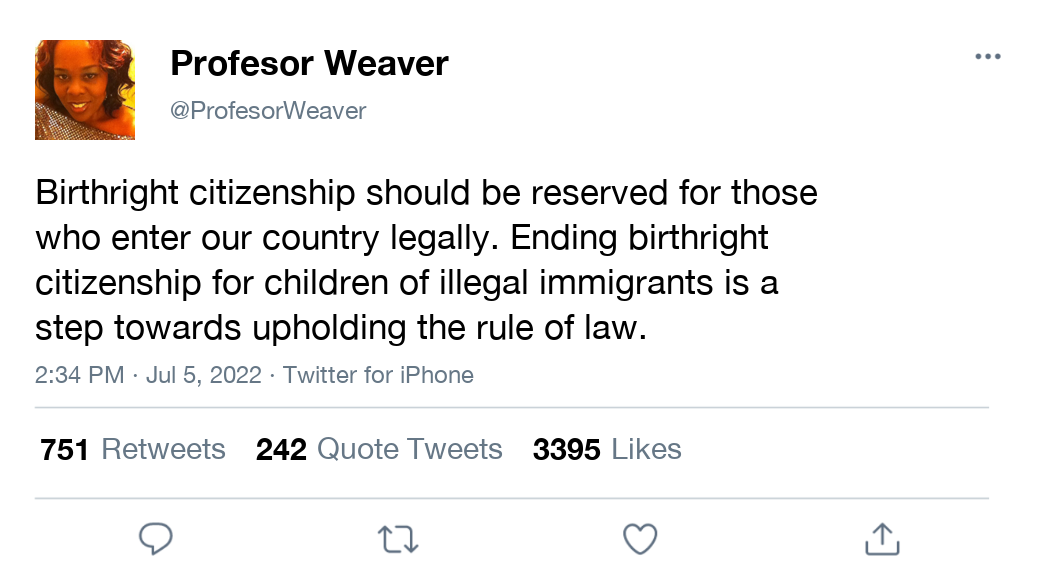 Profesor Weaver
@ProfesorWeaver
Birthright citizenship should be reserved for those
who enter our country legally. Ending birthright
citizenship for children of illegal immigrants is a
step towards upholding the rule of law.
2:34 PM · Jul 5, 2022 · Twitter for iPhone
751 Retweets 242 Quote Tweets 3395 Likes